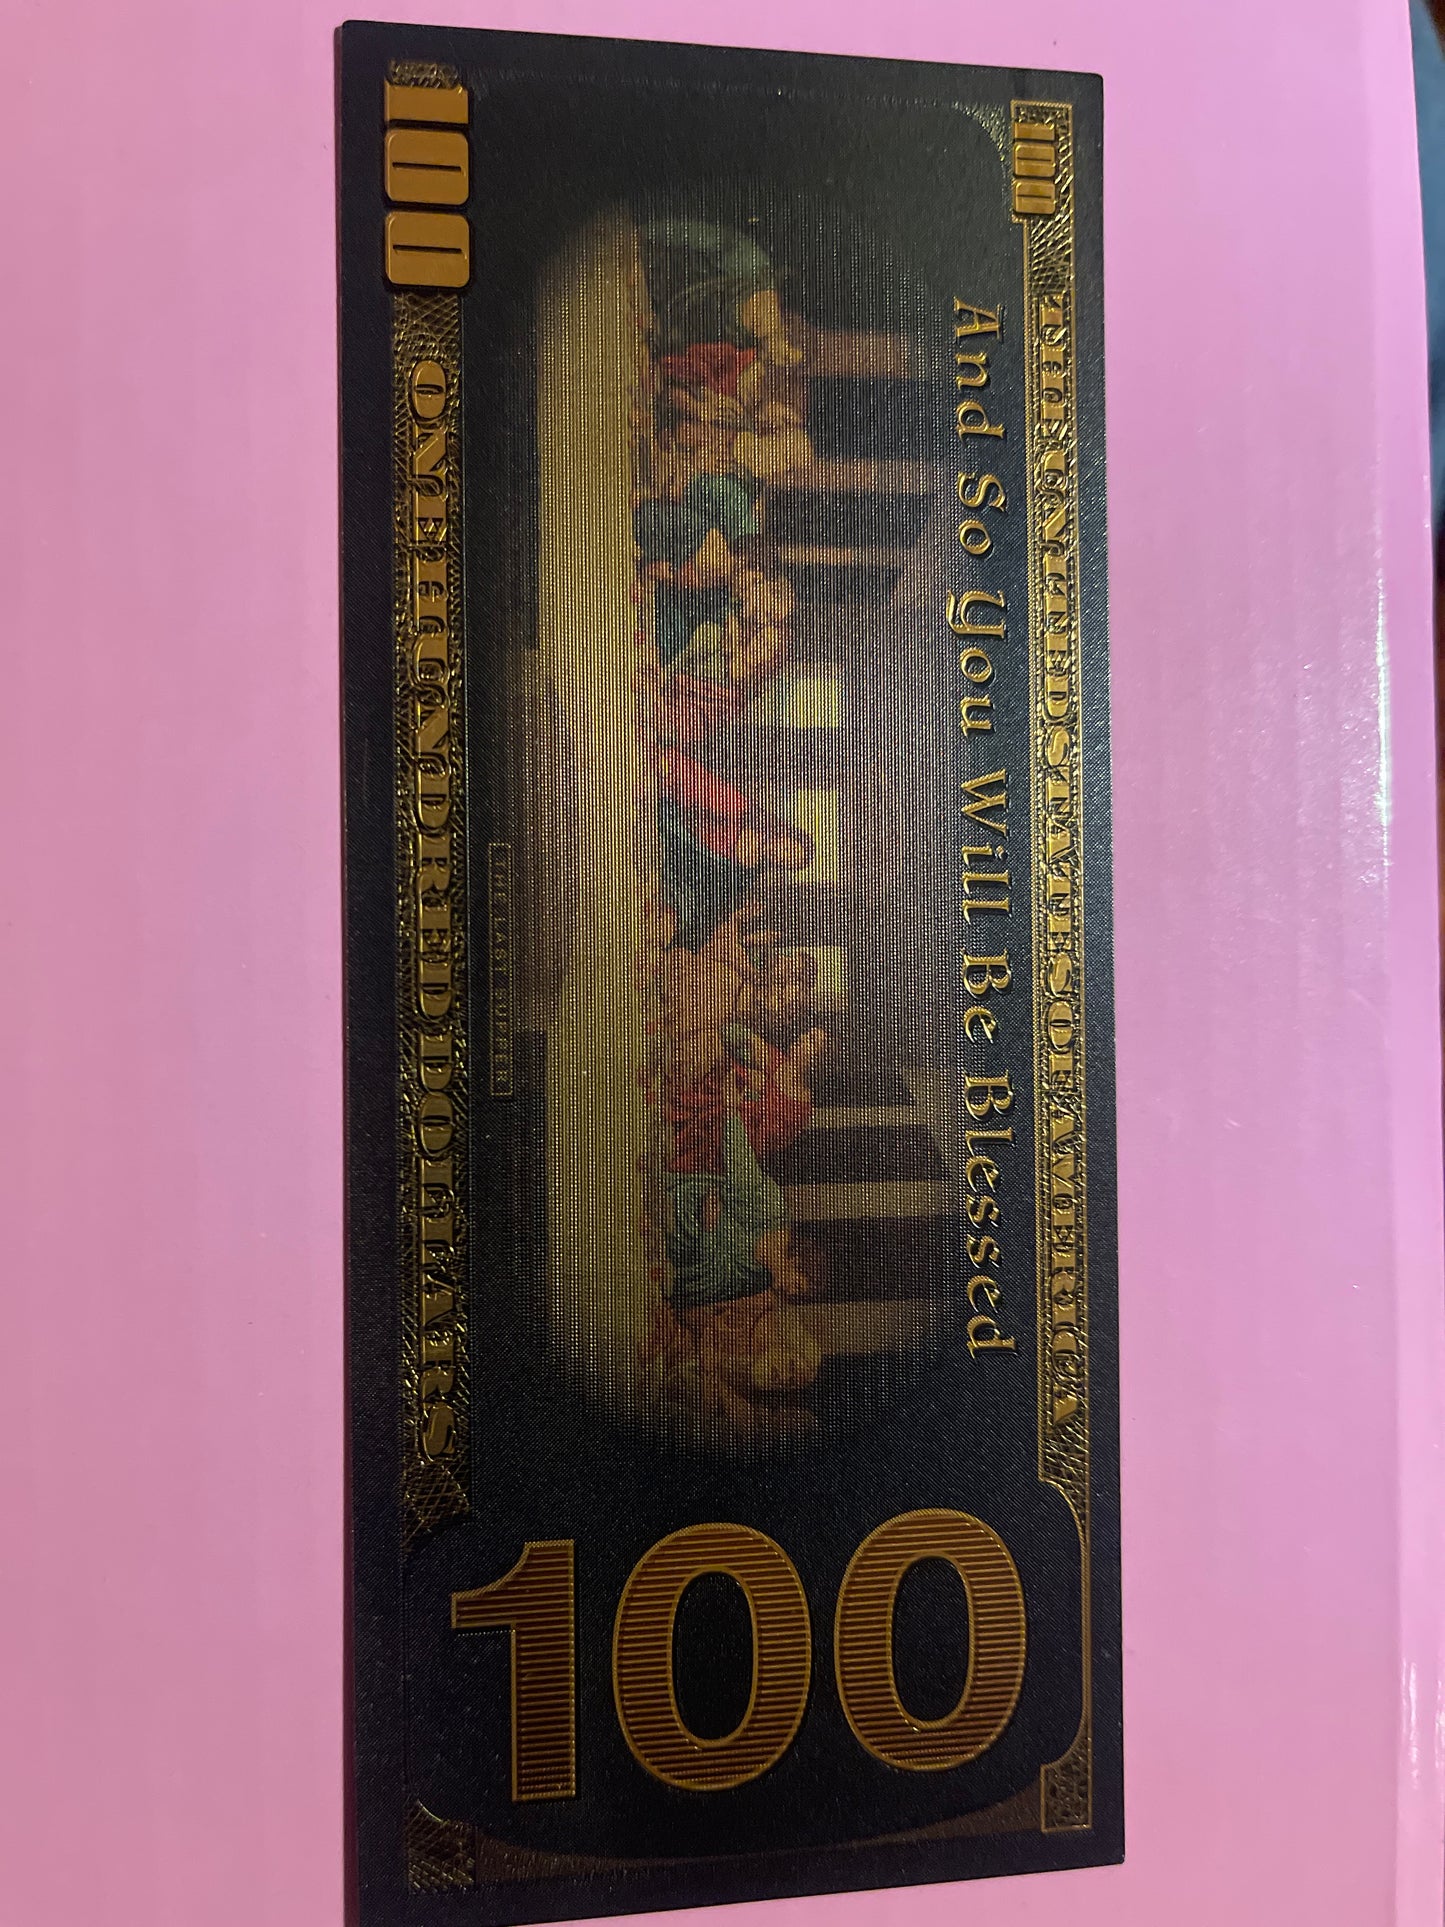 100
THE UNITED STATES OF AMERICA
And So You Will Be Blessed
THE LAST SUPPER
100
ONE HUNDRED DOLLARS
100